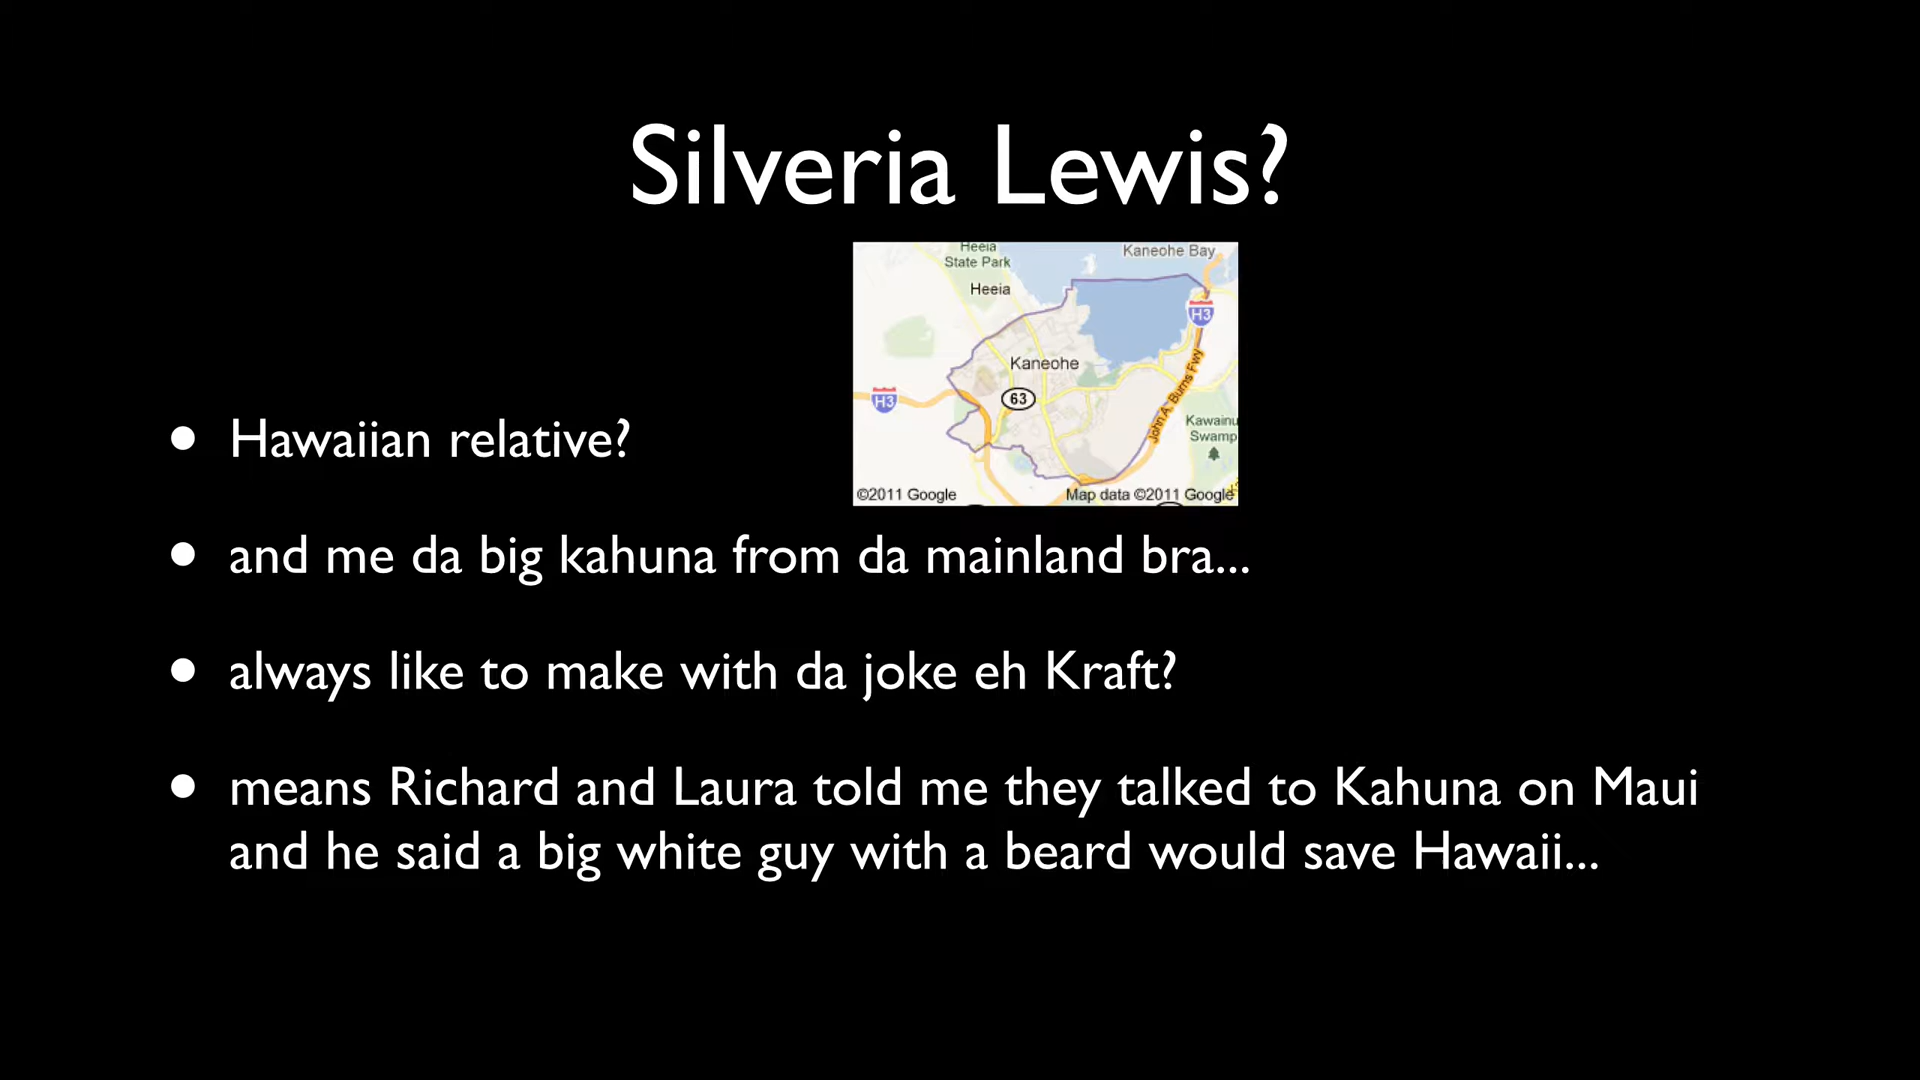 Silveria Lewis?
Heeia
State Park
Kaneohe Bay
Heeia
H3
Kaneohe
H3
63
John A. Burns Fwy
Kawainu
Swamp
©2011 Google
Map data ©2011 Google
• Hawaiian relative?
• and me da big kahuna from da mainland bra...
• always like to make with da joke eh Kraft?
• means Richard and Laura told me they talked to Kahuna on Maui
and he said a big white guy with a beard would save Hawaii...